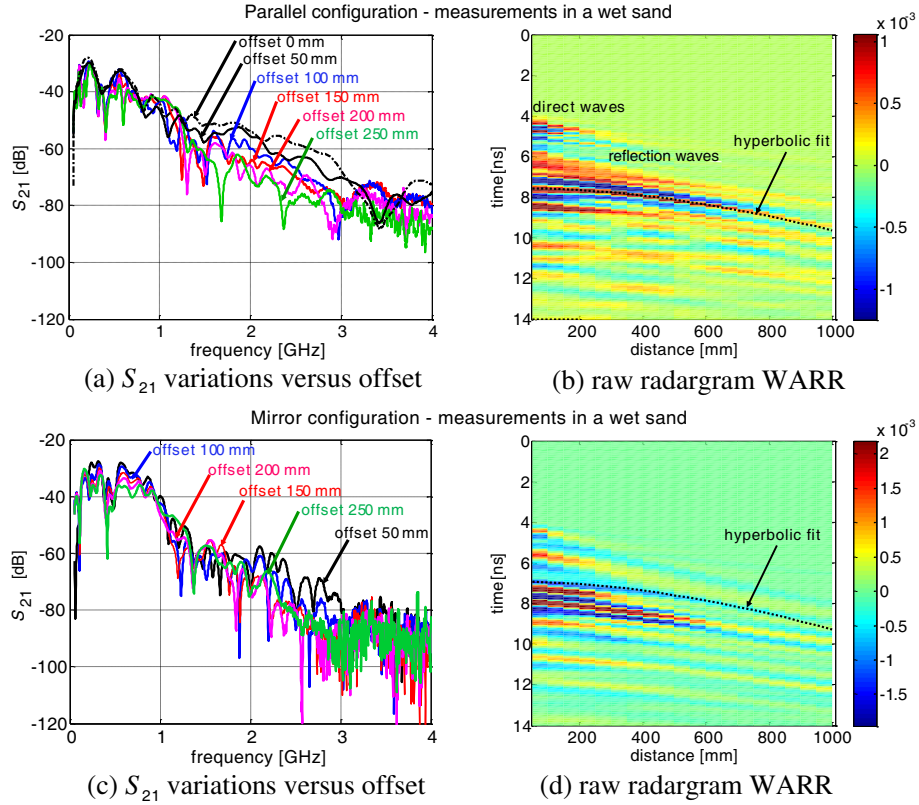 Parallel configuration - measurements in a wet sand
-20
-40
-60
-80
-100
-120
S21 [dB]
offset 0 mm
offset 50 mm
offset 100 mm
offset 150 mm
offset 200 mm
offset 250 mm
0 1 2 3 4
frequency [GHz]
(a) S21 variations versus offset
0
2
4
6
8
10
12
14
time [ns]
direct waves
reflection waves
hyperbolic fit
200 400 600 800 1000
distance [mm]
x 10-3
1
0.5
0
-0.5
-1
(b) raw radargram WARR
Mirror configuration - measurements in a wet sand
-20
-40
-60
-80
-100
-120
S21 [dB]
offset 100 mm
offset 200 mm
offset 150 mm
offset 250 mm
offset 50 mm
0 1 2 3 4
frequency [GHz]
(c) S21 variations versus offset
0
2
4
6
8
10
12
14
time [ns]
hyperbolic fit
200 400 600 800 1000
distance [mm]
x 10-3
2
1.5
1
0.5
0
-0.5
-1
-1.5
(d) raw radargram WARR